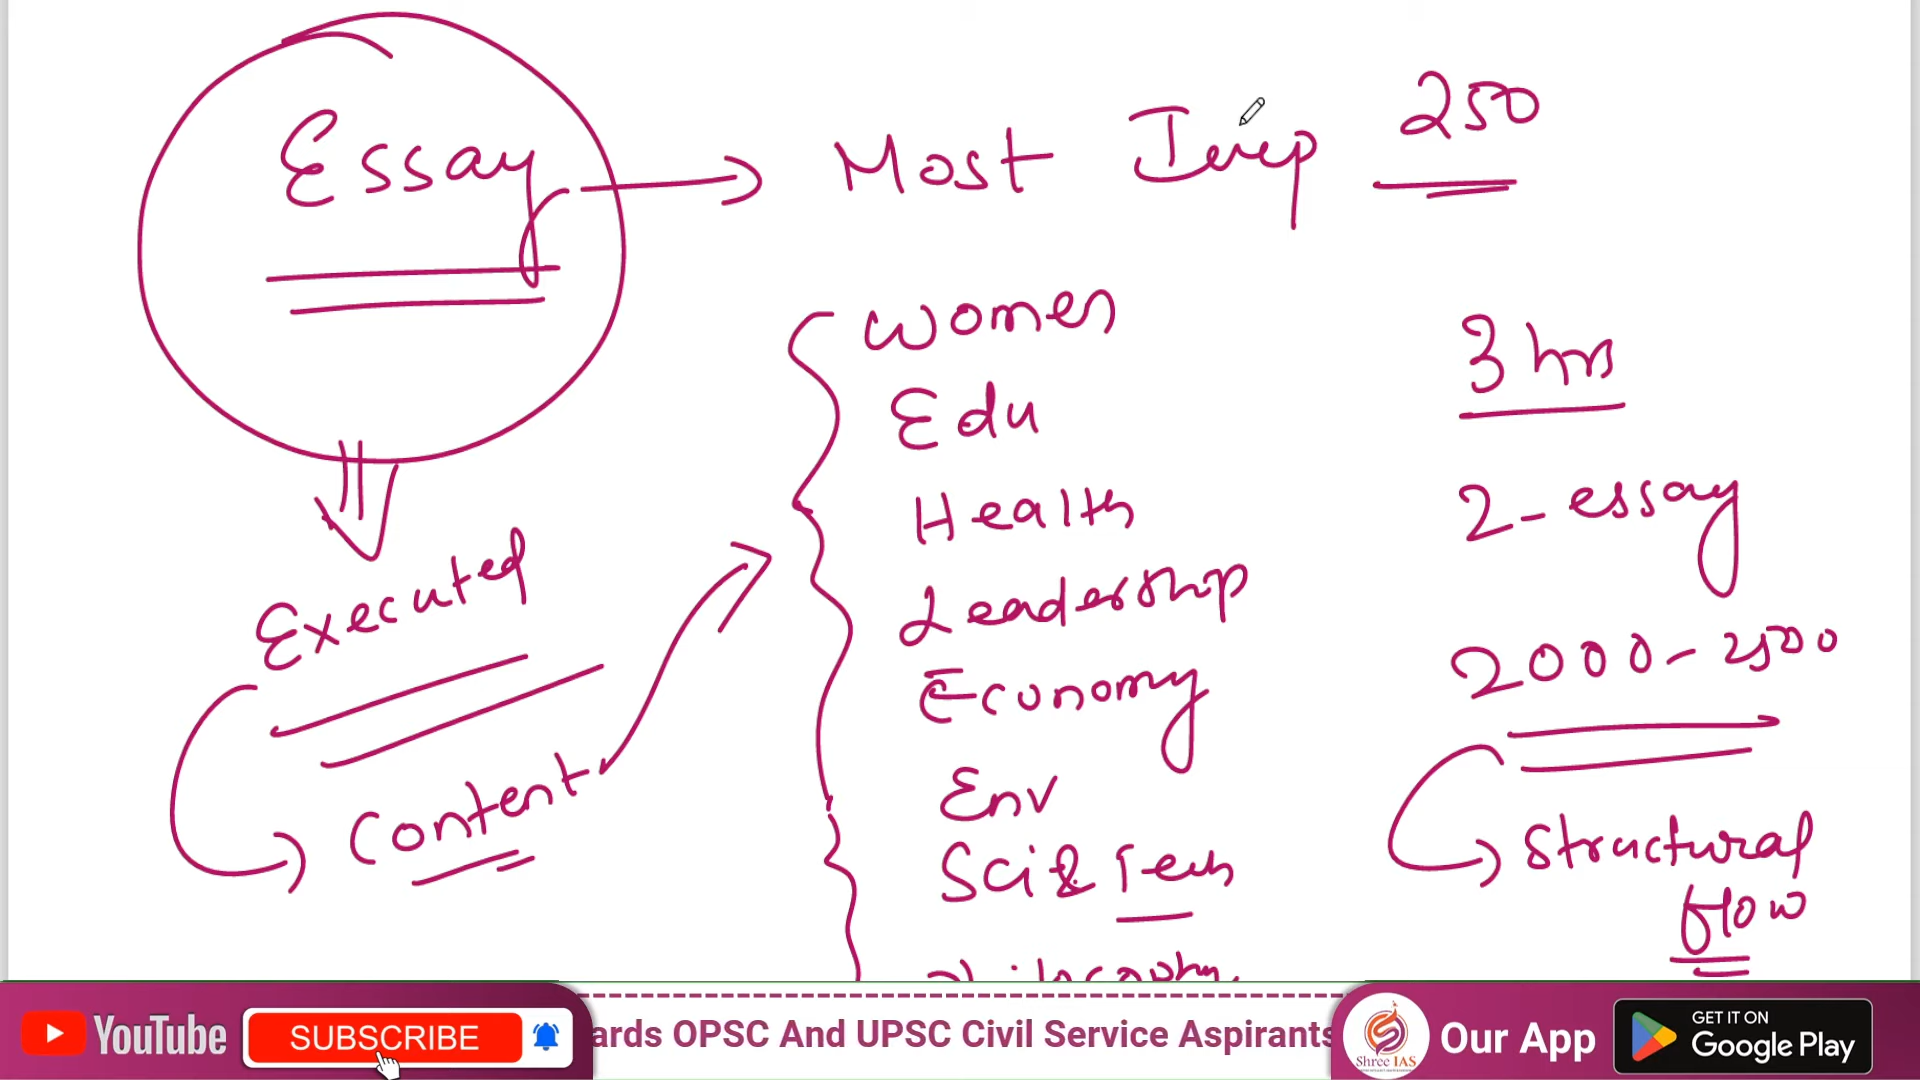 Essay
Most Imp 250
Women
Edu
Health
Leadership
Economy
Env
Sci & Tech
Philosophy
3 hrs
2 - essay
2000 - 2500
Structural
flow
Executed
Content
YouTube
SUBSCRIBE
ards OPSC And UPSC Civil Service Aspirants
Shree IAS
Our App
GET IT ON
Google Play